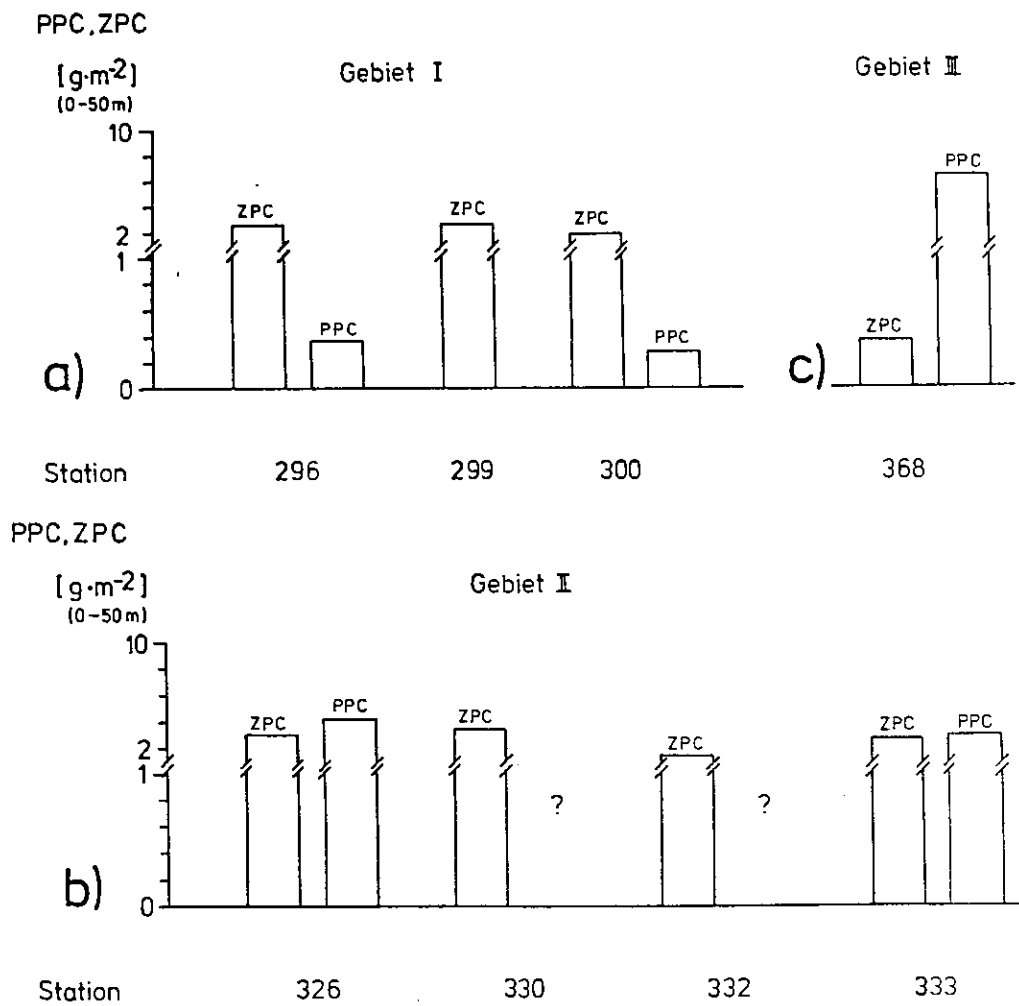 PPC, ZPC
[g·m⁻²]
(0-50m)
Gebiet I
Gebiet III
10
2
1
0
ZPC
PPC
ZPC
ZPC
PPC
ZPC
PPC
a)
c)
Station 296 299 300 368
PPC, ZPC
[g·m⁻²]
(0-50m)
Gebiet II
10
2
1
0
ZPC
PPC
ZPC
?
ZPC
?
ZPC
PPC
b)
Station 326 330 332 333